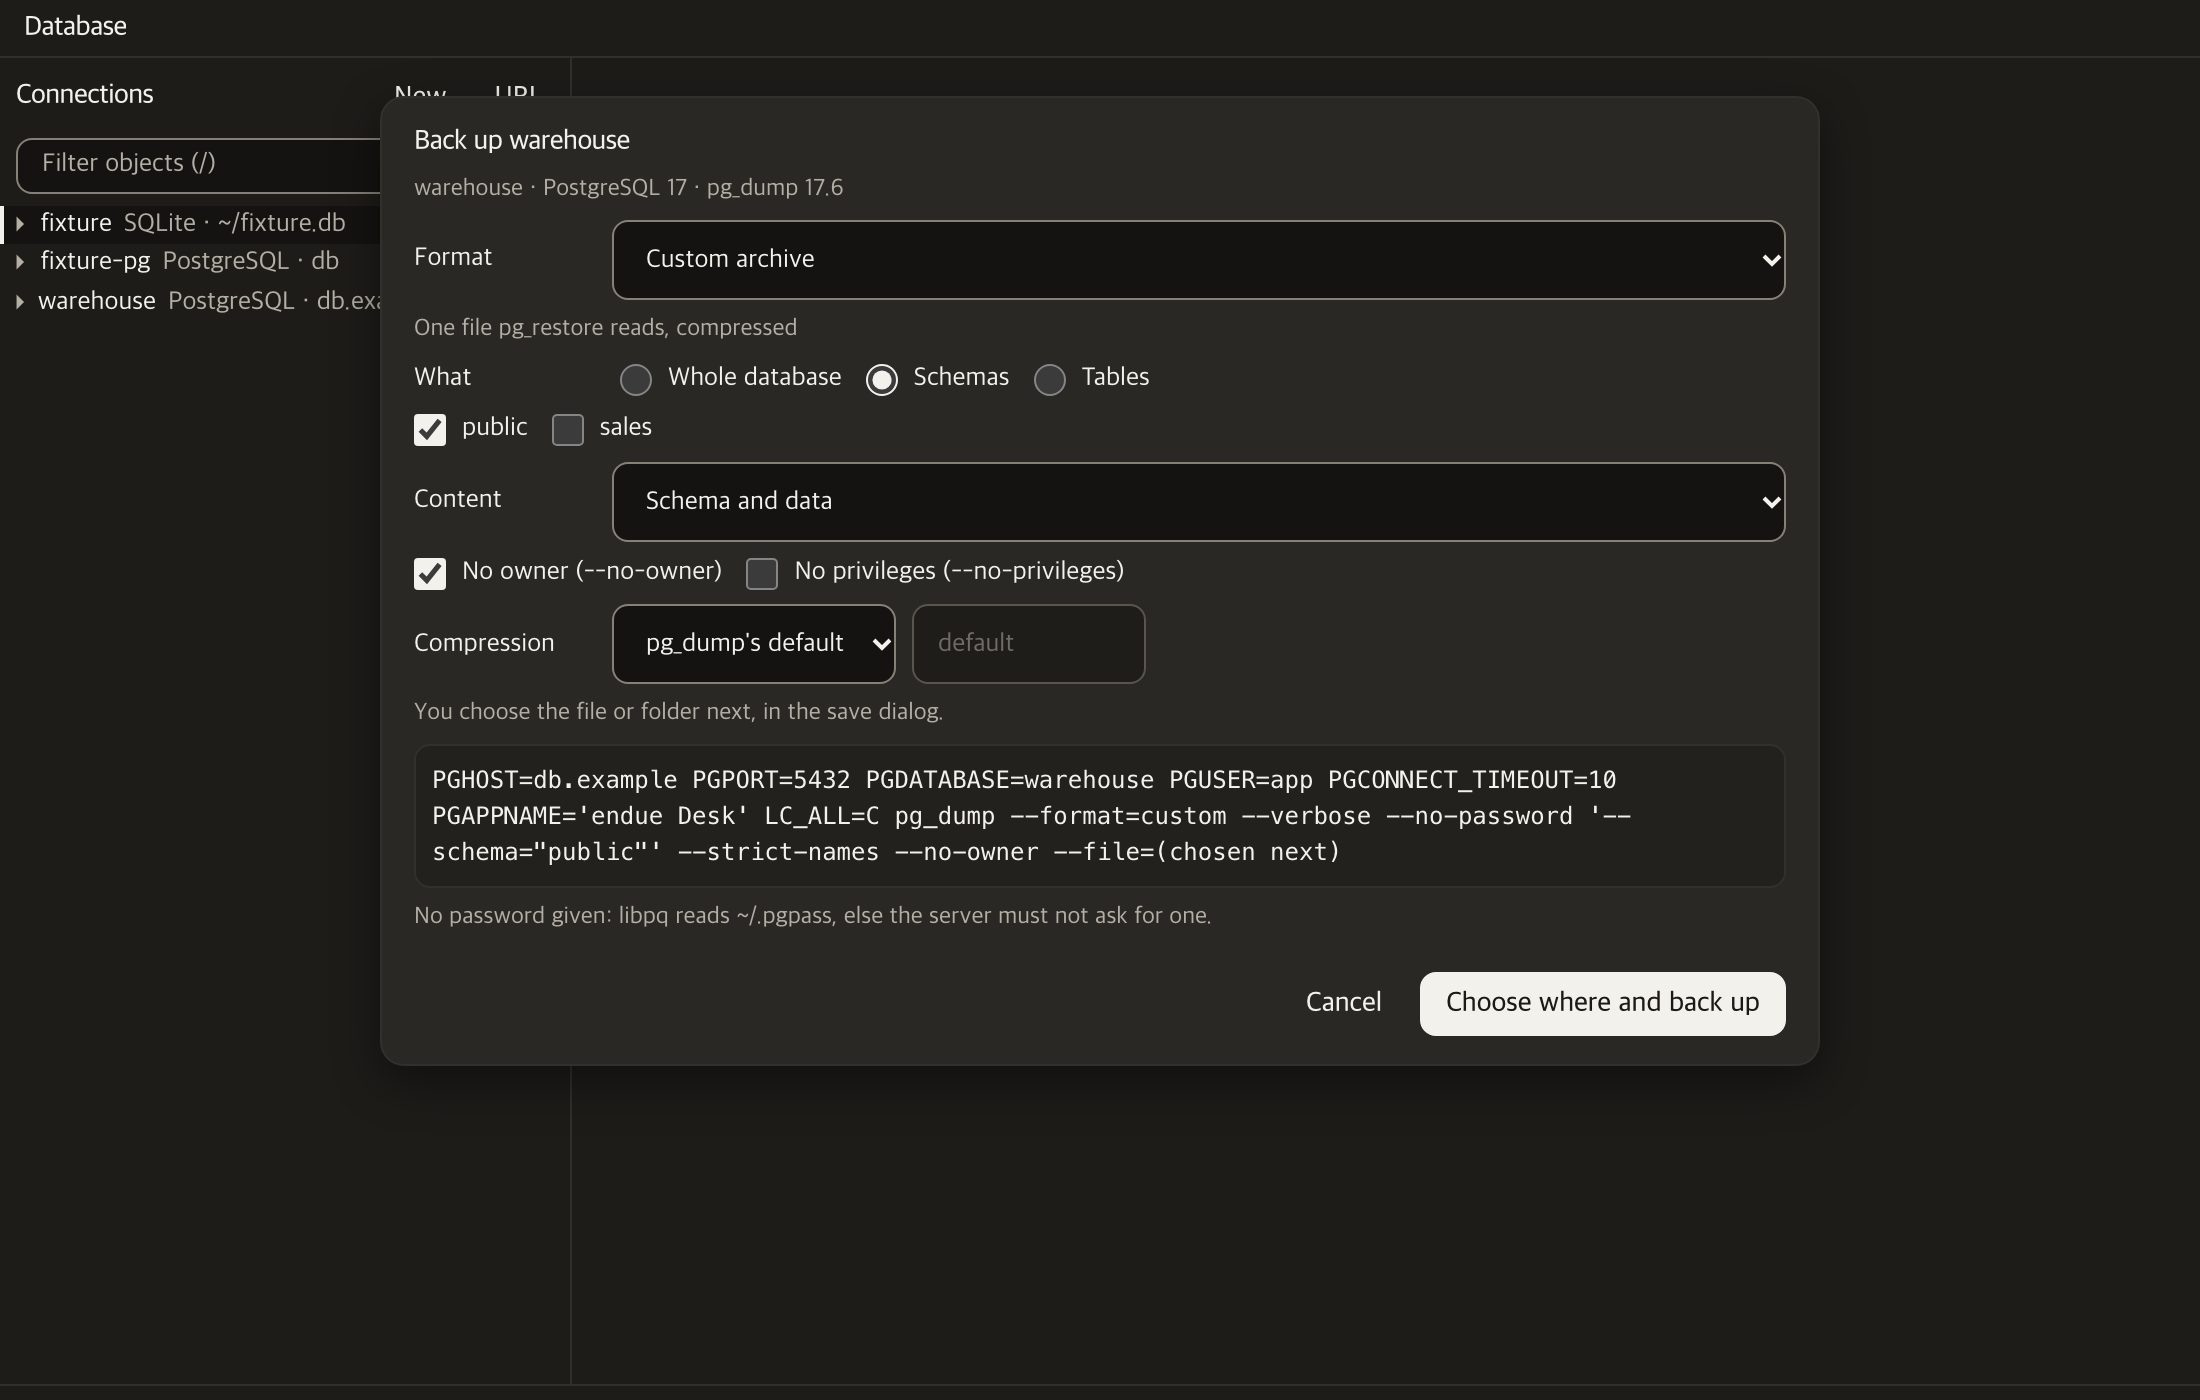 Database
Connections
New URL
Filter objects (/)
fixture SQLite · ~/fixture.db
fixture-pg PostgreSQL · db
warehouse PostgreSQL · db.exa
Back up warehouse
warehouse · PostgreSQL 17 · pg_dump 17.6
Format Custom archive
One file pg_restore reads, compressed
What Whole database Schemas Tables
public sales
Content Schema and data
No owner (--no-owner) No privileges (--no-privileges)
Compression pg_dump's default default
You choose the file or folder next, in the save dialog.
PGHOST=db.example PGPORT=5432 PGDATABASE=warehouse PGUSER=app PGCONNECT_TIMEOUT=10
PGAPPNAME='endue Desk' LC_ALL=C pg_dump --format=custom --verbose --no-password '--
schema="public"' --strict-names --no-owner --file=(chosen next)
No password given: libpq reads ~/.pgpass, else the server must not ask for one.
Cancel Choose where and back up